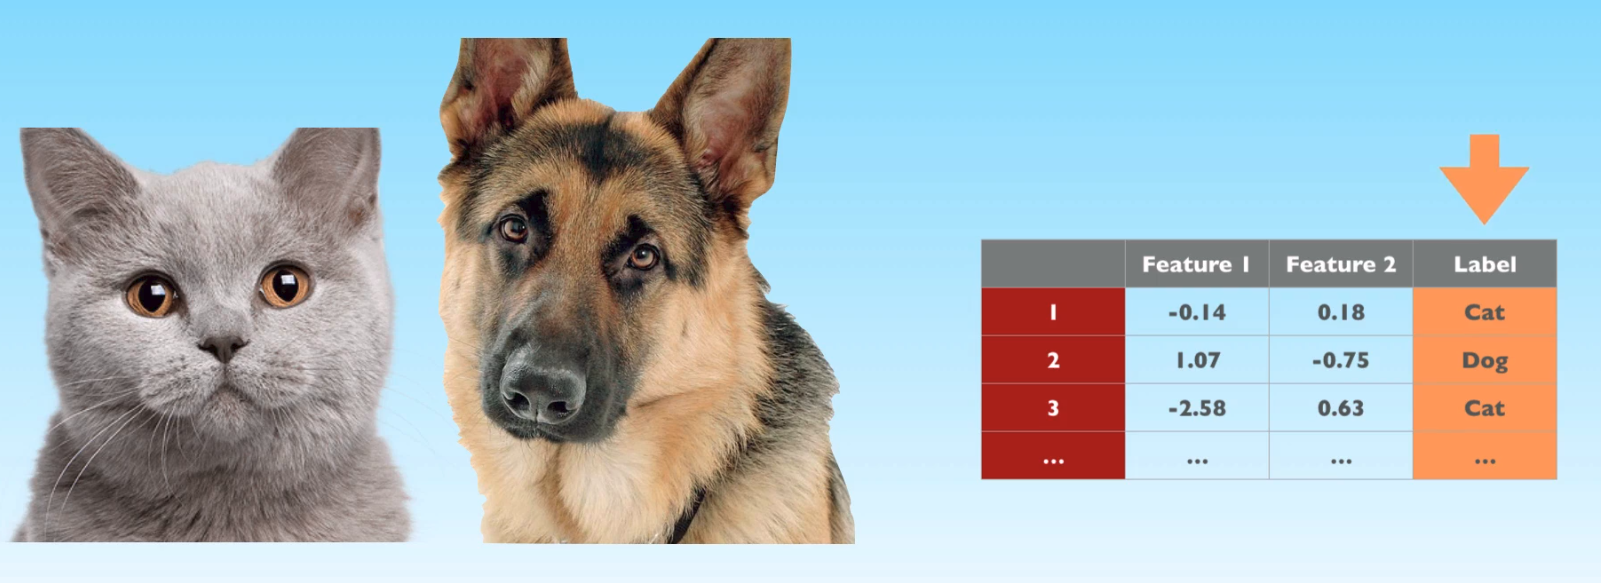 Feature 1 Feature 2 Label
1 -0.14 0.18 Cat
2 1.07 -0.75 Dog
3 -2.58 0.63 Cat
... ... ... ...